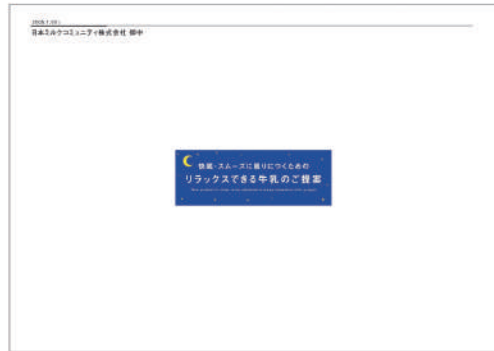 日本ミルクコミュニティ株式会社 御中
快眠・スムーズに眠りにつくための
リラックスできる牛乳のご提案